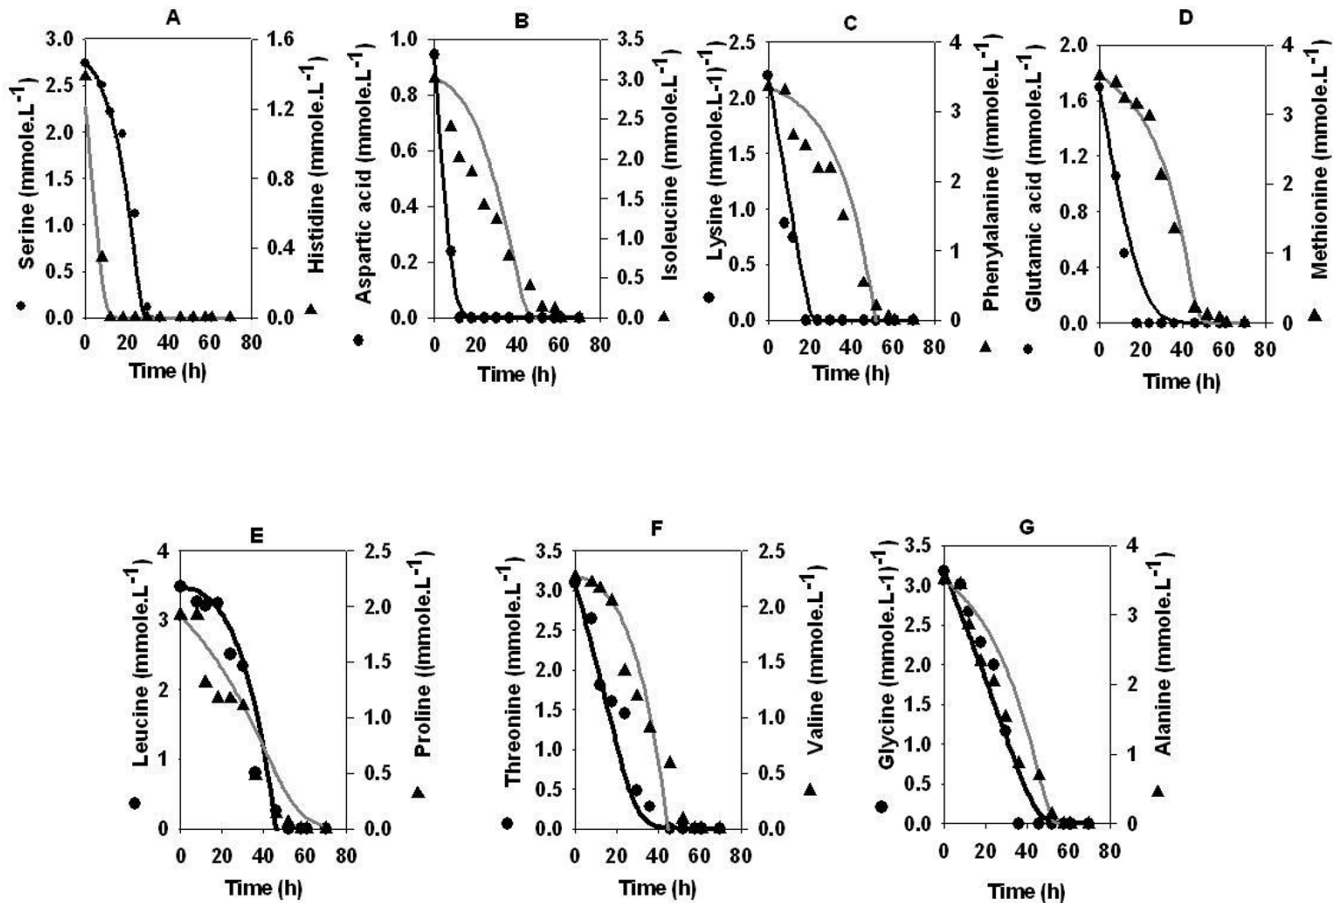 A
Serine (mmole.L-1)
3.0
2.5
2.0
1.5
1.0
0.5
0.0
1.6
1.2
0.8
0.4
0.0
Histidine (mmole.L-1)
0 20 40 60 80
Time (h)
B
Aspartic acid (mmole.L-1)
1.0
0.8
0.6
0.4
0.2
0.0
3.5
3.0
2.5
2.0
1.5
1.0
0.5
0.0
Isoleucine (mmole.L-1)
0 20 40 60 80
Time (h)
C
Lysine (mmole.L-1)-1)
2.5
2.0
1.5
1.0
0.5
0.0
4
3
2
1
0
Phenylalanine ((mmole.L-1)
0 20 40 60 80
Time (h)
D
Glutamic acid (mmole.L-1)
2.0
1.6
1.2
0.8
0.4
0.0
4
3
2
1
0
Methionine (mmole.L-1)
0 20 40 60 80
Time (h)
E
Leucine (mmole.L-1)
4
3
2
1
0
2.5
2.0
1.5
1.0
0.5
0.0
Proline ((mmole.L-1)
0 20 40 60 80
Time (h)
F
Threonine (mmole.L-1)
3.5
3.0
2.5
2.0
1.5
1.0
0.5
0.0
2.5
2.0
1.5
1.0
0.5
0.0
Valine (mmole.L-1)
0 20 40 60 80
Time (h)
G
Glycine (mmole.L-1)-1)
3.5
3.0
2.5
2.0
1.5
1.0
0.5
0.0
4
3
2
1
0
Alanine (mmole.L-1)
0 20 40 60 80
Time (h)